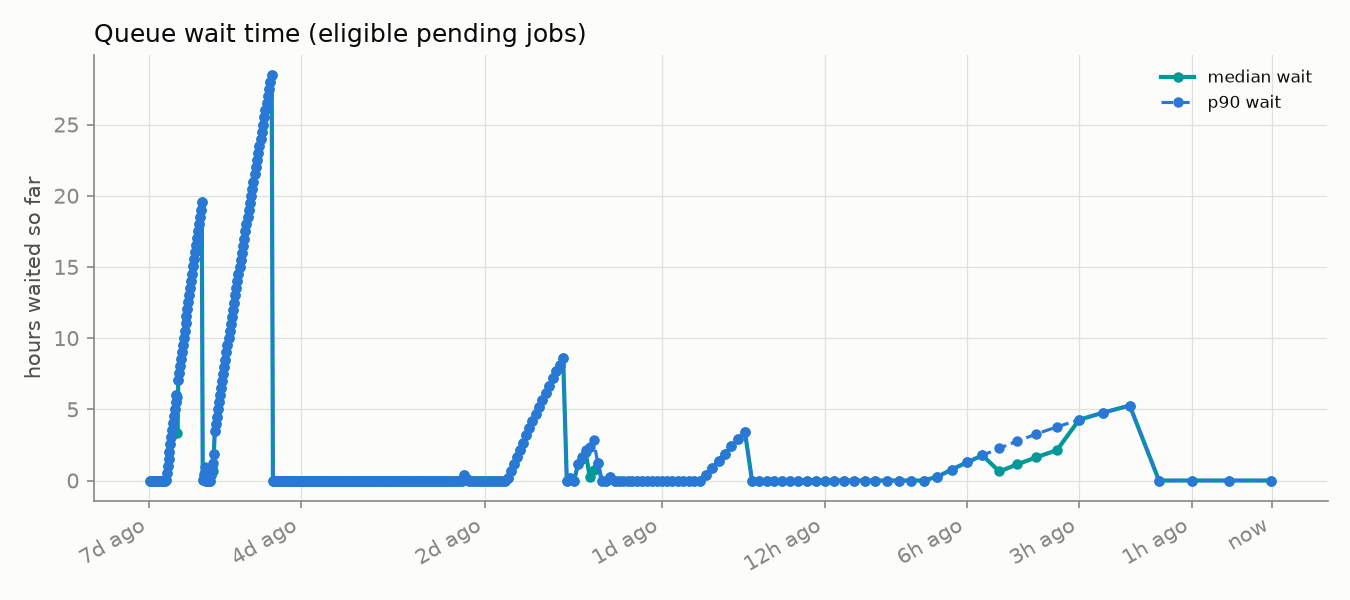 Queue wait time (eligible pending jobs)
median wait
p90 wait
hours waited so far
25
20
15
10
5
0
7d ago
4d ago
2d ago
1d ago
12h ago
6h ago
3h ago
1h ago
now